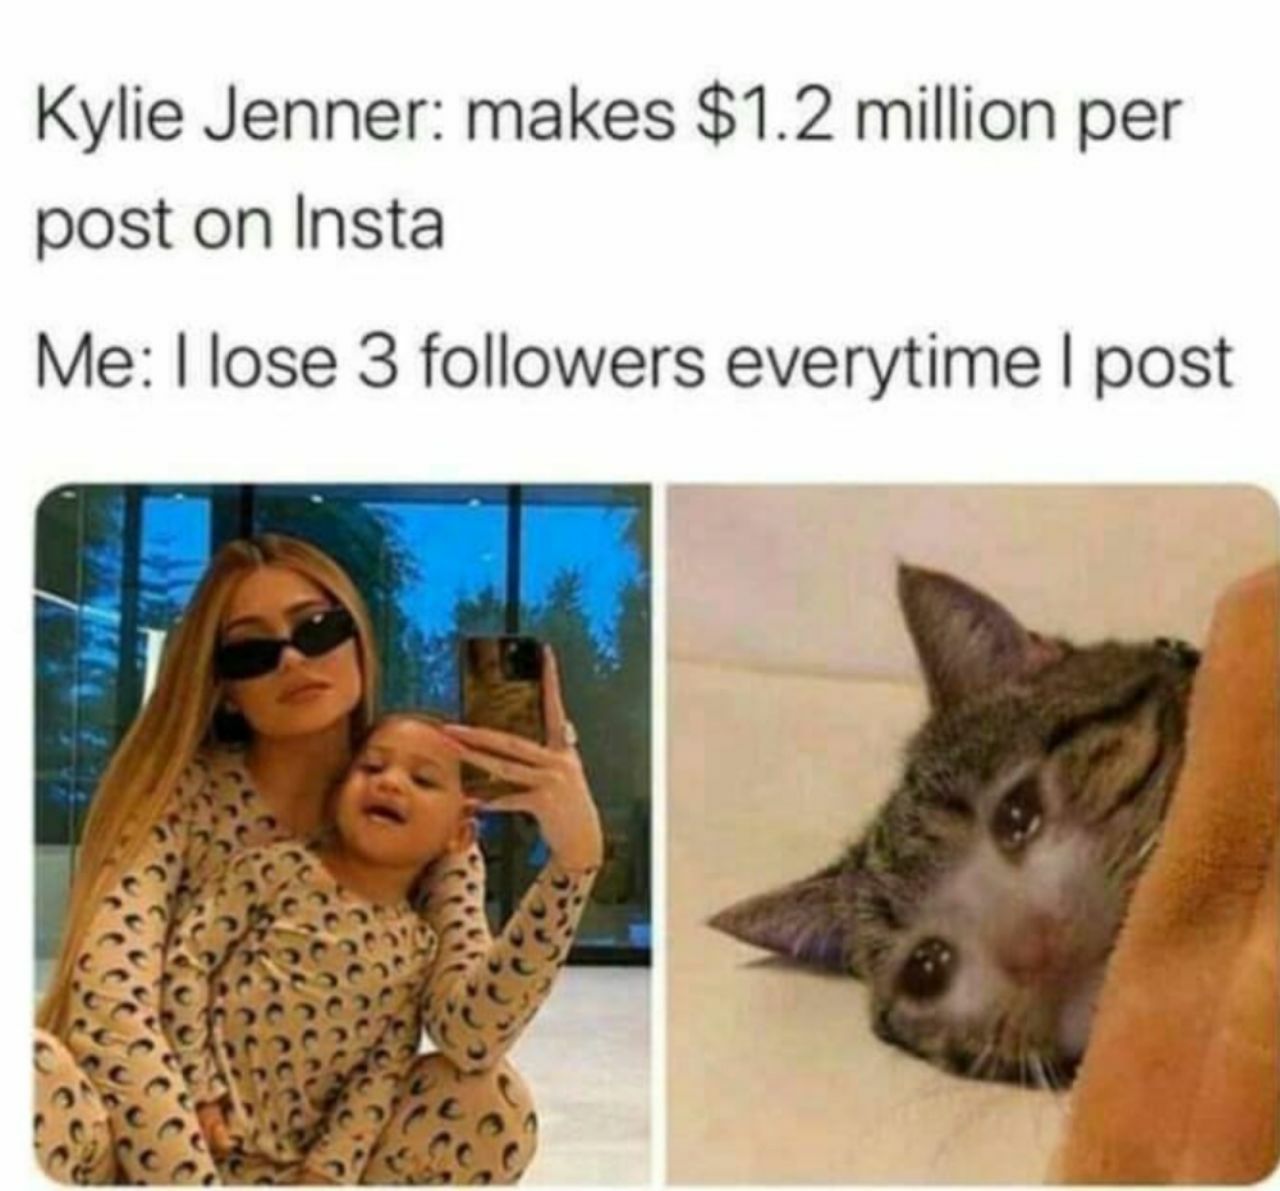 Kylie Jenner: makes $1.2 million per
post on Insta
Me: I lose 3 followers everytime I post